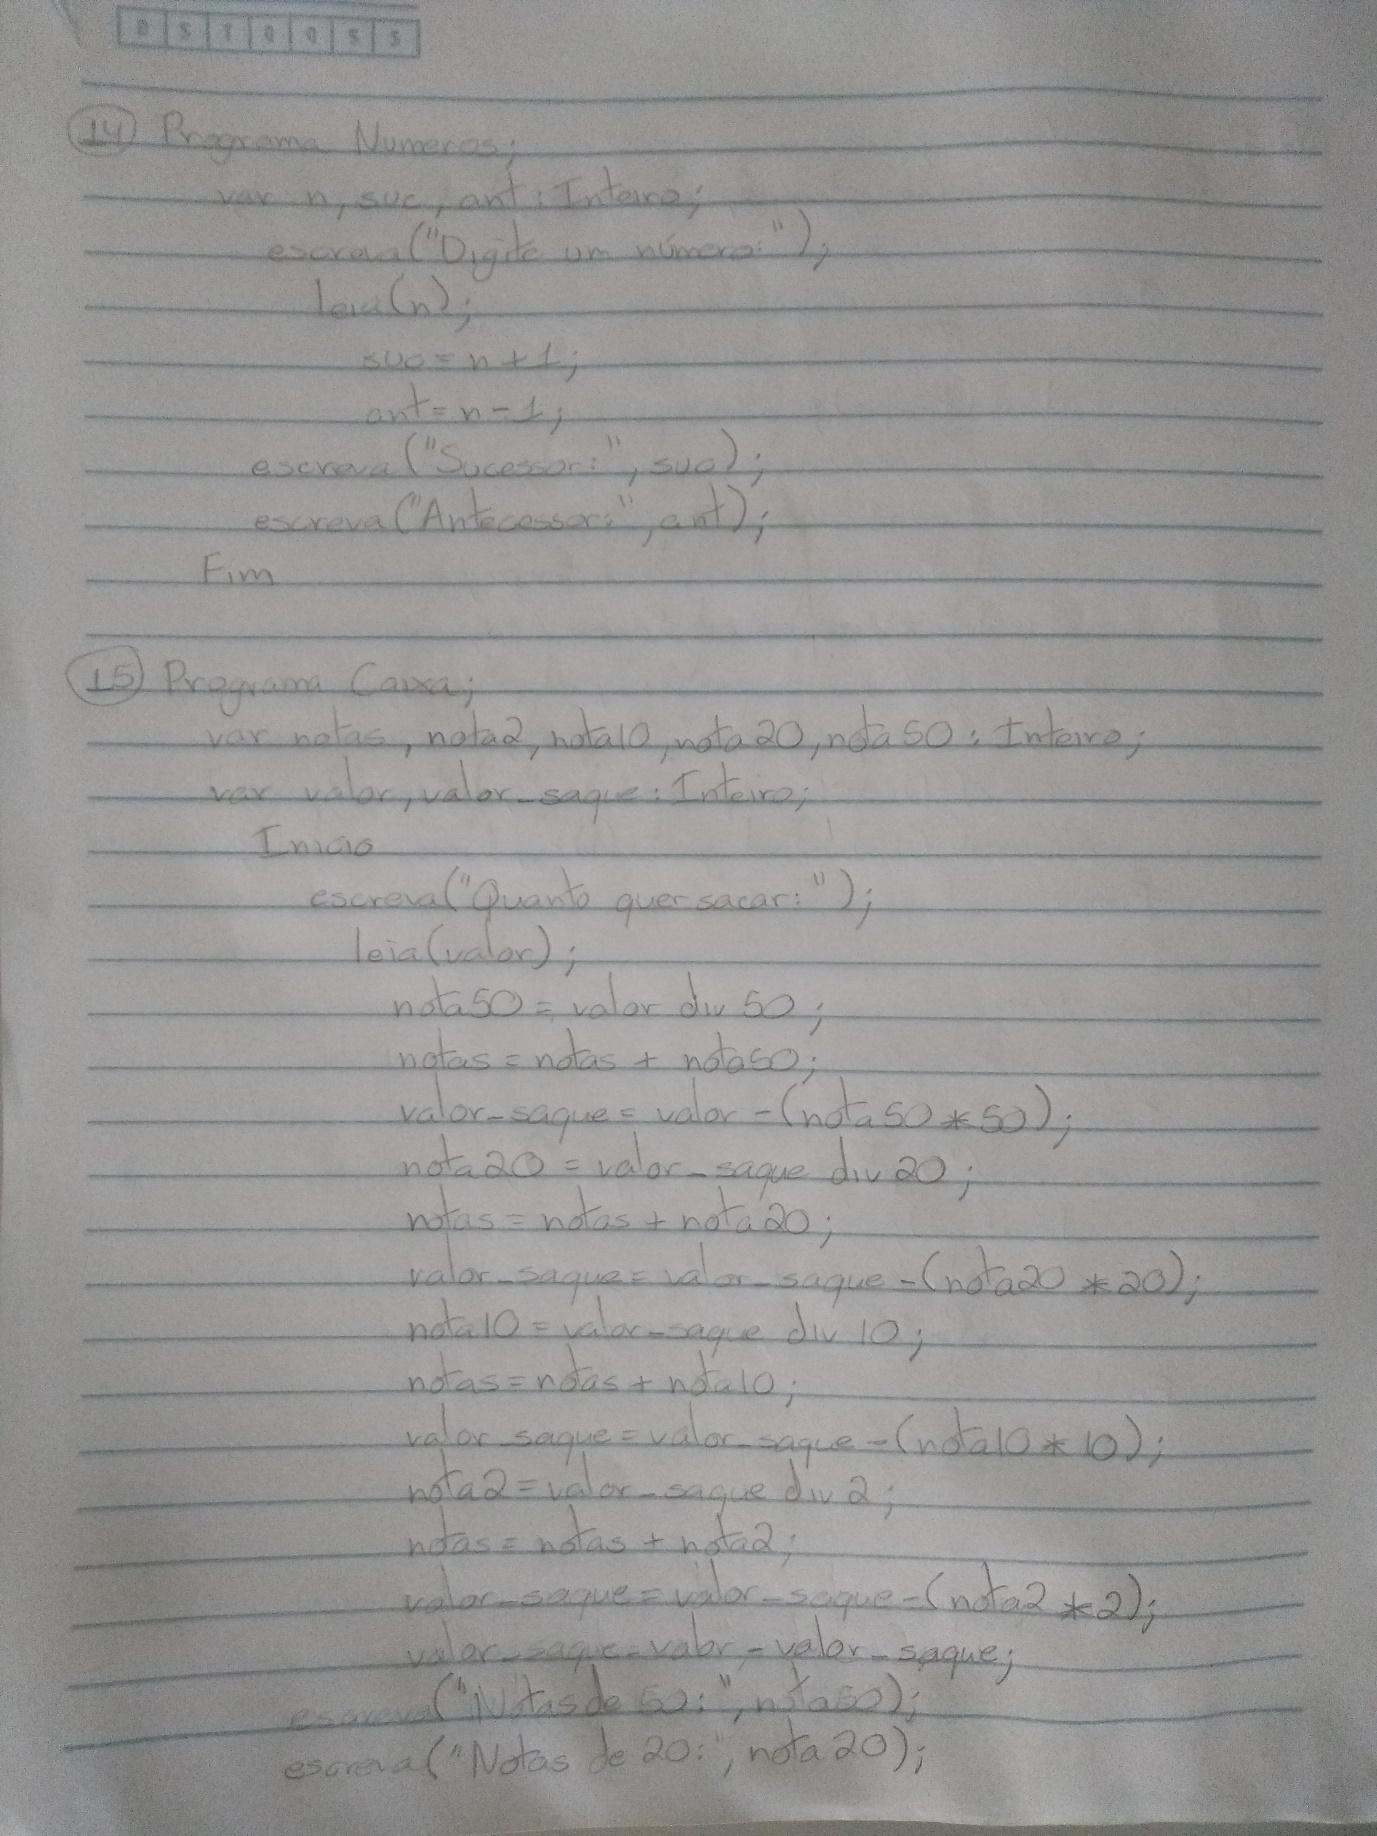 D S T Q Q S S
14 Programa Numeros;
var n, suc, ant : Inteiro;
escreva("Digite um número:");
leia(n);
suc = n + 1;
ant = n - 1;
escreva("Sucessor:", suc);
escreva("Antecessor:", ant);
Fim
15 Programa Caixa;
var notas, nota2, nota10, nota20, nota50 : Inteiro;
var valor, valor_saque : Inteiro;
Inicio
escreva("Quanto quer sacar:");
leia(valor);
nota50 = valor div 50;
notas = notas + nota50;
valor_saque = valor - (nota50 * 50);
nota20 = valor_saque div 20;
notas = notas + nota20;
valor_saque = valor_saque - (nota20 * 20);
nota10 = valor_saque div 10;
notas = notas + nota10;
valor_saque = valor_saque - (nota10 * 10);
nota2 = valor_saque div 2;
notas = notas + nota2;
valor_saque = valor_saque - (nota2 * 2);
valor_saque = valor - valor_saque;
escreva("Notas de 50:", nota50);
escreva("Notas de 20:", nota20);